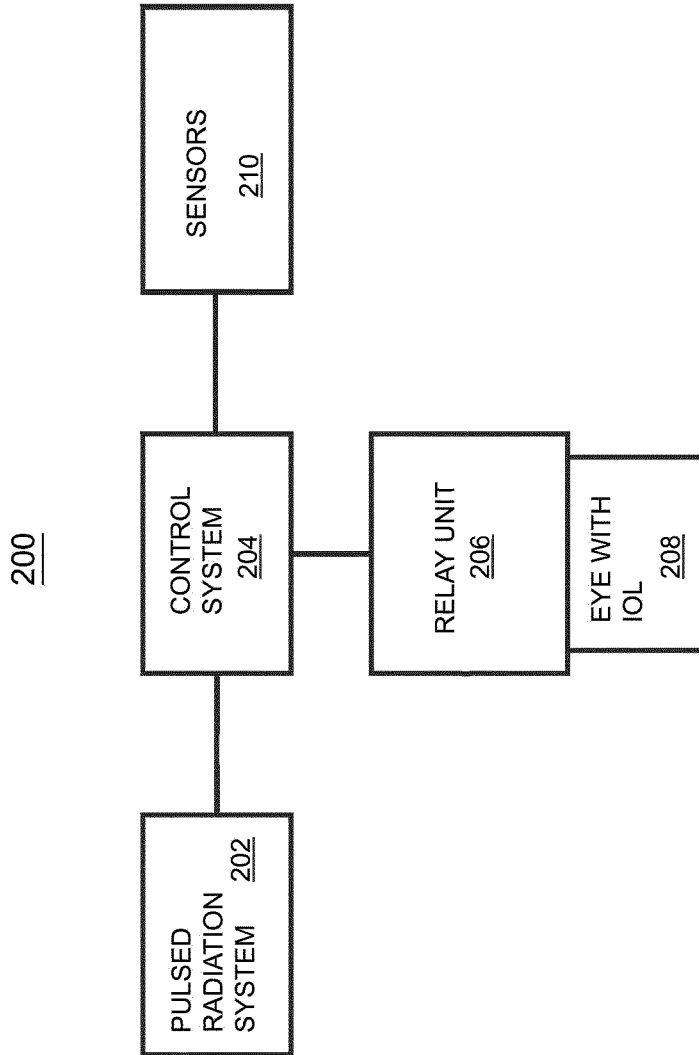 200
PULSED
RADIATION
SYSTEM
202
CONTROL
SYSTEM
204
SENSORS
210
RELAY UNIT
206
EYE WITH
IOL
208